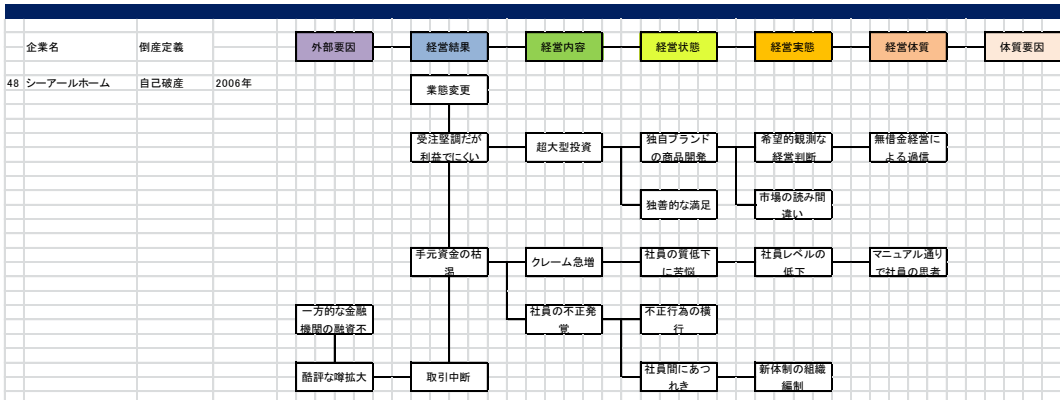 企業名 倒産定義 外部要因 経営結果 経営内容 経営状態 経営実態 経営体質 体質要因
48 シーアールホーム 自己破産 2006年
業態変更
受注堅調だが
利益でにくい
超大型投資
独自ブランド
の商品開発
希望的観測な
経営判断
無借金経営に
よる過信
独善的な満足
市場の読み間
違い
手元資金の枯
渇
クレーム急増
社員の質低下
に苦悩
社員レベルの
低下
マニュアル通り
で社員の思考
一方的な金融
機関の融資不
社員の不正発
覚
不正行為の横
行
酷評な噂拡大
取引中断
社員間にあつ
れき
新体制の組織
編制